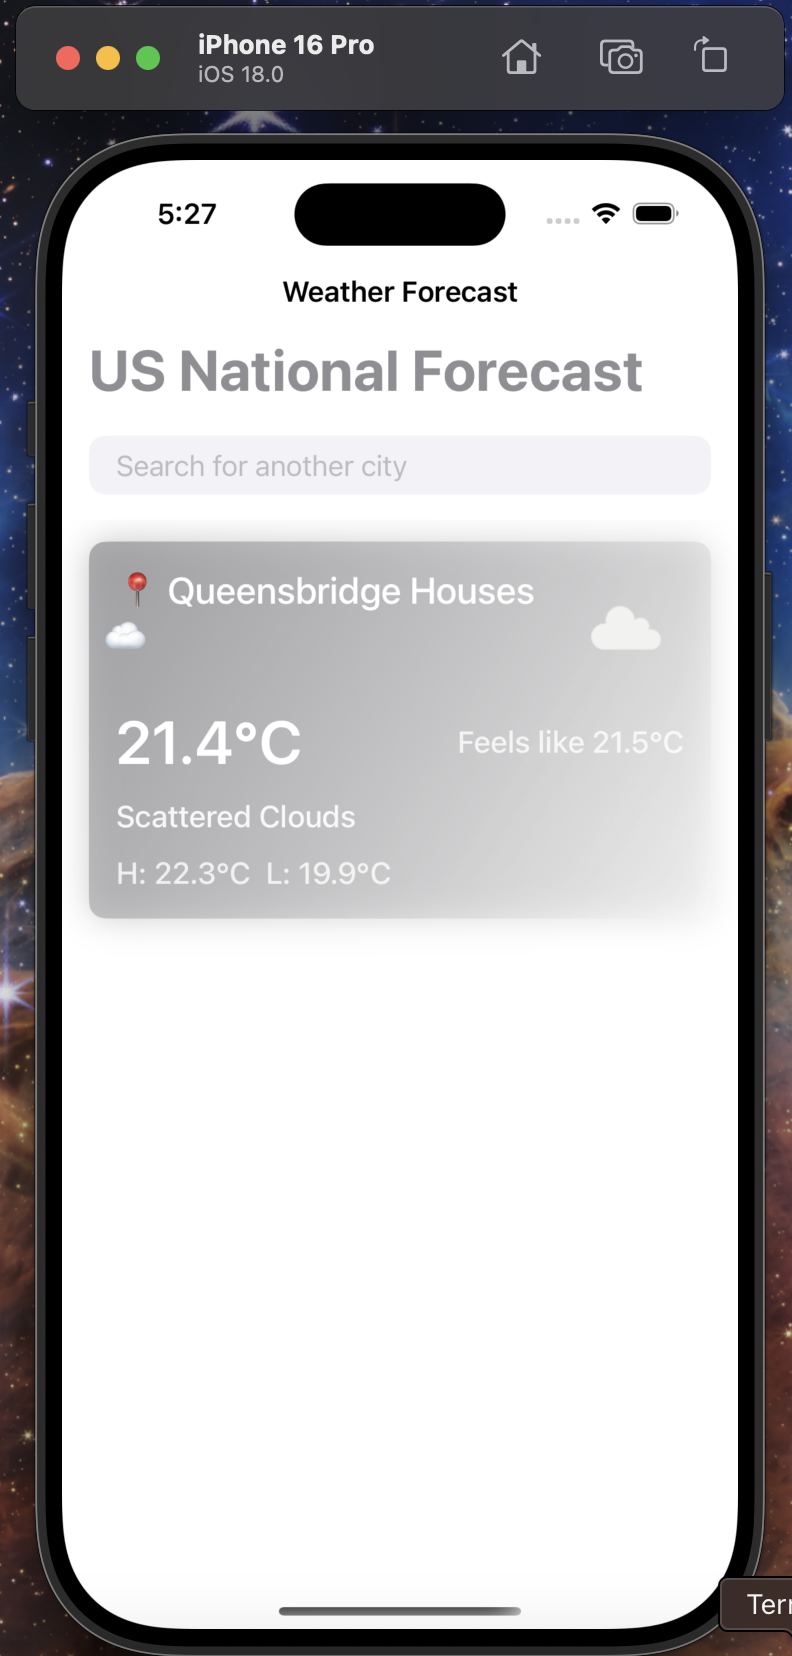 iPhone 16 Pro
iOS 18.0
5:27
Weather Forecast
US National Forecast
Search for another city
Queensbridge Houses
21.4°C
Feels like 21.5°C
Scattered Clouds
H: 22.3°C L: 19.9°C